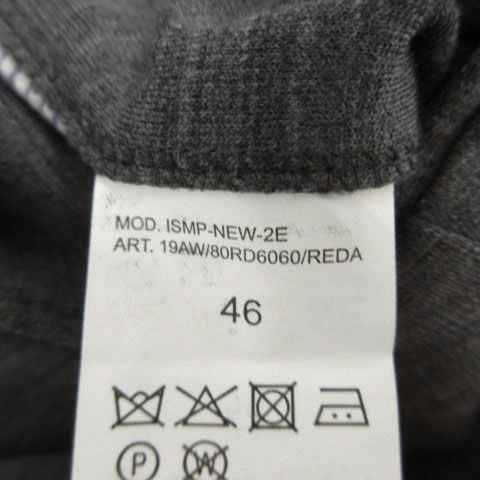 MOD. ISMP-NEW-2E
ART. 19AW/80RD6060/REDA
46
P W